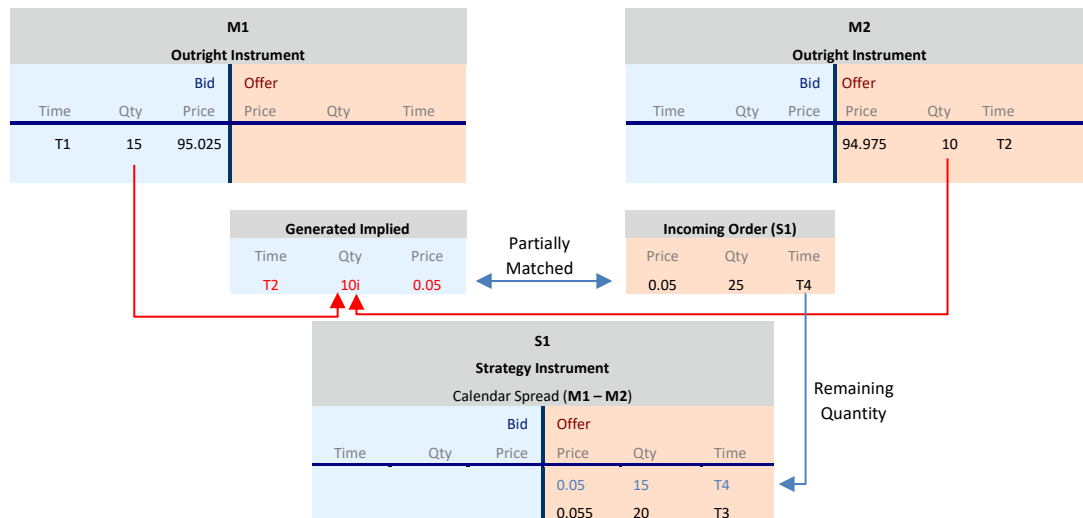 M1
Outright Instrument
Bid Offer
Time Qty Price Price Qty Time
T1 15 95.025
M2
Outright Instrument
Bid Offer
Time Qty Price Price Qty Time
94.975 10 T2
Generated Implied
Time Qty Price
T2 10i 0.05
Partially
Matched
Incoming Order (S1)
Price Qty Time
0.05 25 T4
S1
Strategy Instrument
Calendar Spread (M1 – M2)
Bid Offer
Time Qty Price Price Qty Time
0.05 15 T4
0.055 20 T3
Remaining
Quantity